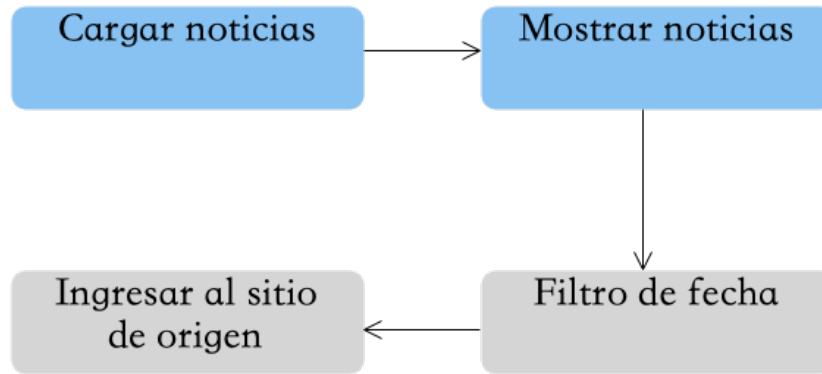 Cargar noticias
Mostrar noticias
Ingresar al sitio
de origen
Filtro de fecha